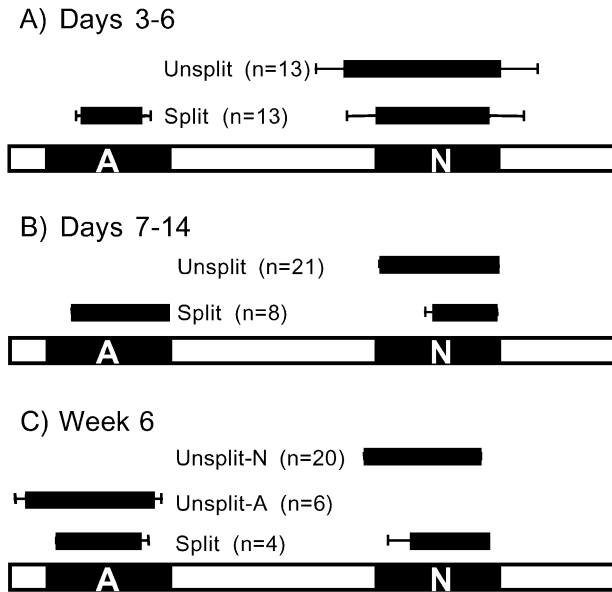 A) Days 3-6
Unsplit (n=13)
Split (n=13)
A N
B) Days 7-14
Unsplit (n=21)
Split (n=8)
A N
C) Week 6
Unsplit-N (n=20)
Unsplit-A (n=6)
Split (n=4)
A N